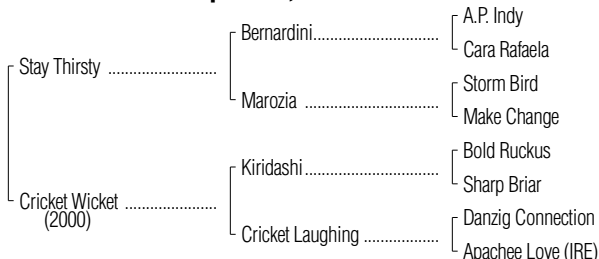 A.P. Indy
Bernardini..............................
Cara Rafaela
Stay Thirsty ..........................
Storm Bird
Marozia ................................
Make Change
Bold Ruckus
Kiridashi................................
Sharp Briar
Cricket Wicket ......................
(2000)
Danzig Connection
Cricket Laughing ..................
Apachee Love (IRE)